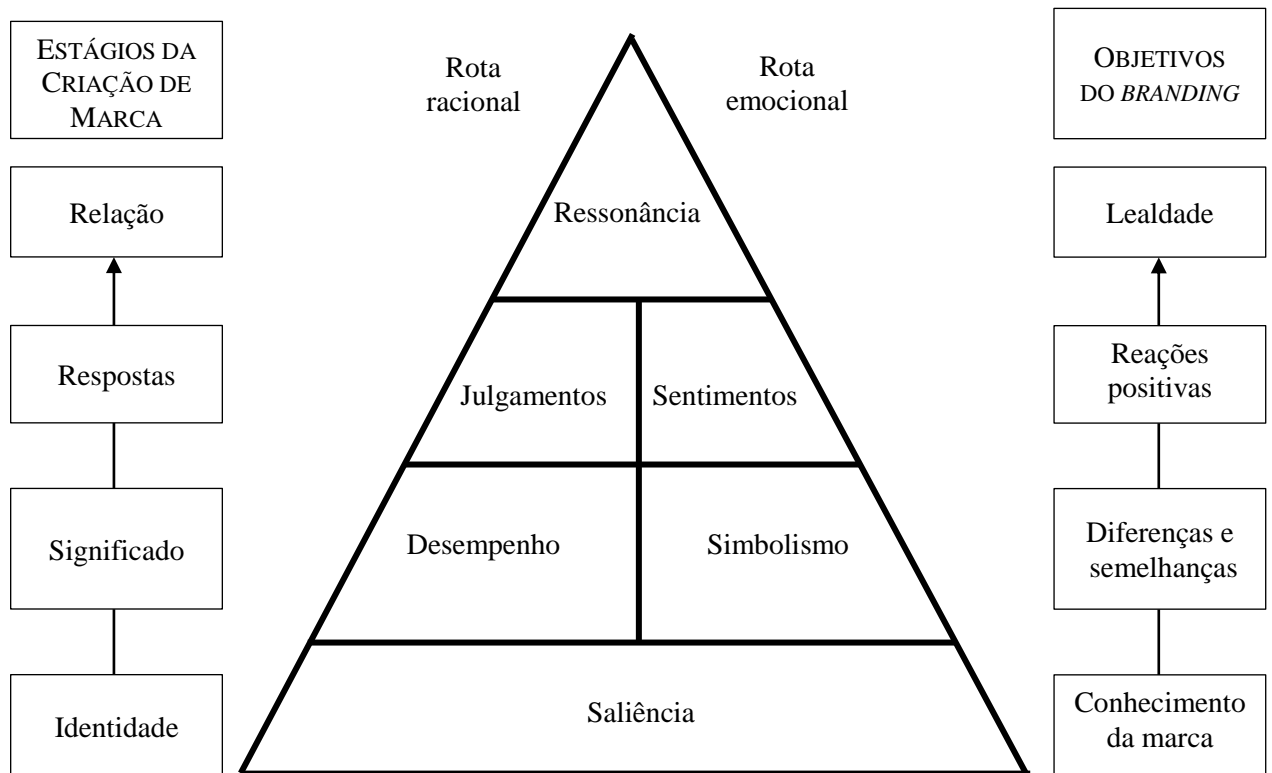 ESTÁGIOS DA
CRIAÇÃO DE
MARCA
Rota
racional
Rota
emocional
OBJETIVOS
DO BRANDING
Relação
Ressonância
Lealdade
Respostas
Julgamentos
Sentimentos
Reações
positivas
Significado
Desempenho
Simbolismo
Diferenças e
semelhanças
Identidade
Saliência
Conhecimento
da marca